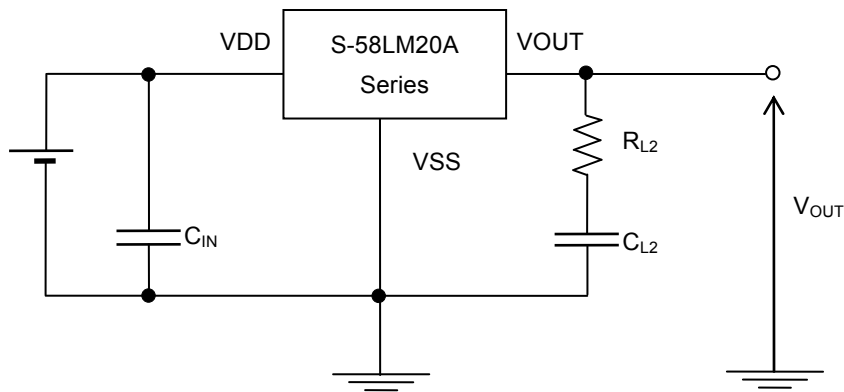 VDD
S-58LM20A
Series
VOUT
VSS
R_L2
V_OUT
C_IN
C_L2